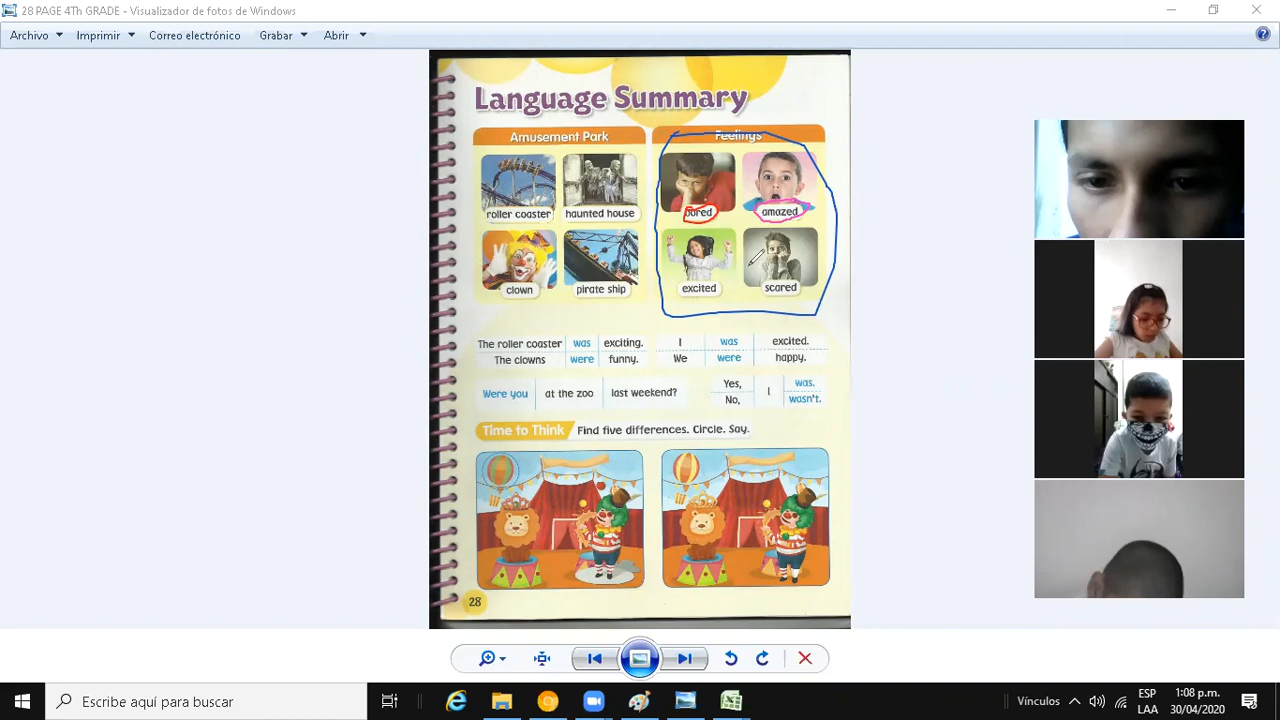 28 PAGE 4Th GRADE - Visualizador de fotos de Windows
Archivo Imprimir Correo electrónico Grabar Abrir
Language Summary
Amusement Park
roller coaster haunted house
clown pirate ship
Feelings
bored amazed
excited scared
The roller coaster was exciting.
The clowns were funny.
I was excited.
We were happy.
Were you at the zoo last weekend?
Yes, I was.
No, wasn't.
Time to Think Find five differences. Circle. Say.
28
Escribe aquí para buscar
Vínculos
ESP
LAA
1:08 p.m.
30/04/2020